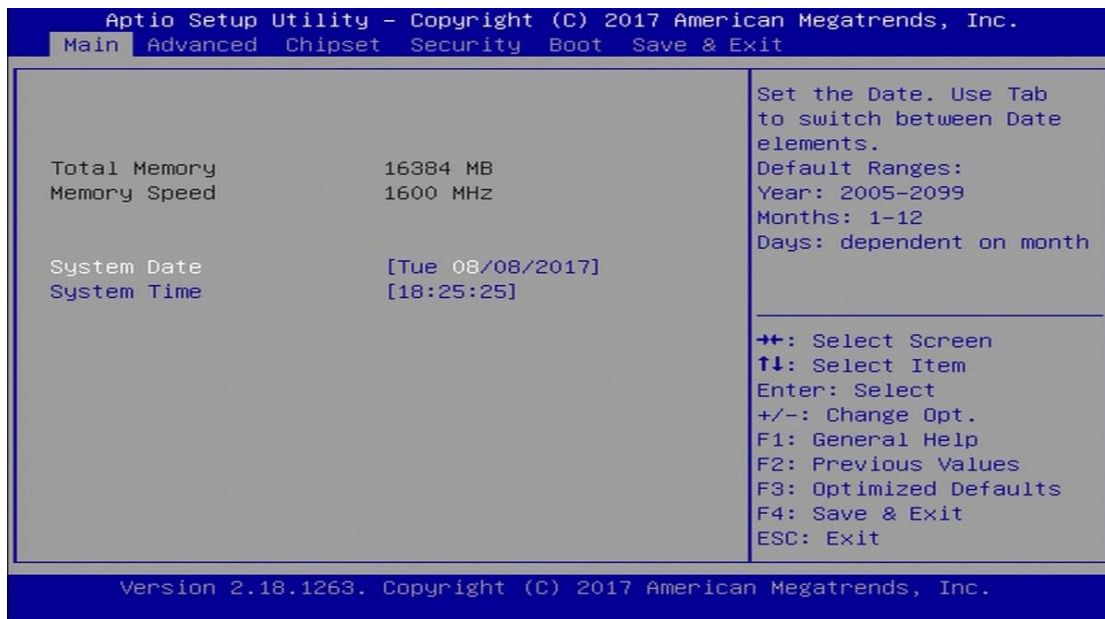 Aptio Setup Utility – Copyright (C) 2017 American Megatrends, Inc.
Main Advanced Chipset Security Boot Save & Exit
Total Memory 16384 MB
Memory Speed 1600 MHz
System Date [Tue 08/08/2017]
System Time [18:25:25]
Set the Date. Use Tab
to switch between Date
elements.
Default Ranges:
Year: 2005-2099
Months: 1-12
Days: dependent on month
→←: Select Screen
↑↓: Select Item
Enter: Select
+/-: Change Opt.
F1: General Help
F2: Previous Values
F3: Optimized Defaults
F4: Save & Exit
ESC: Exit
Version 2.18.1263. Copyright (C) 2017 American Megatrends, Inc.